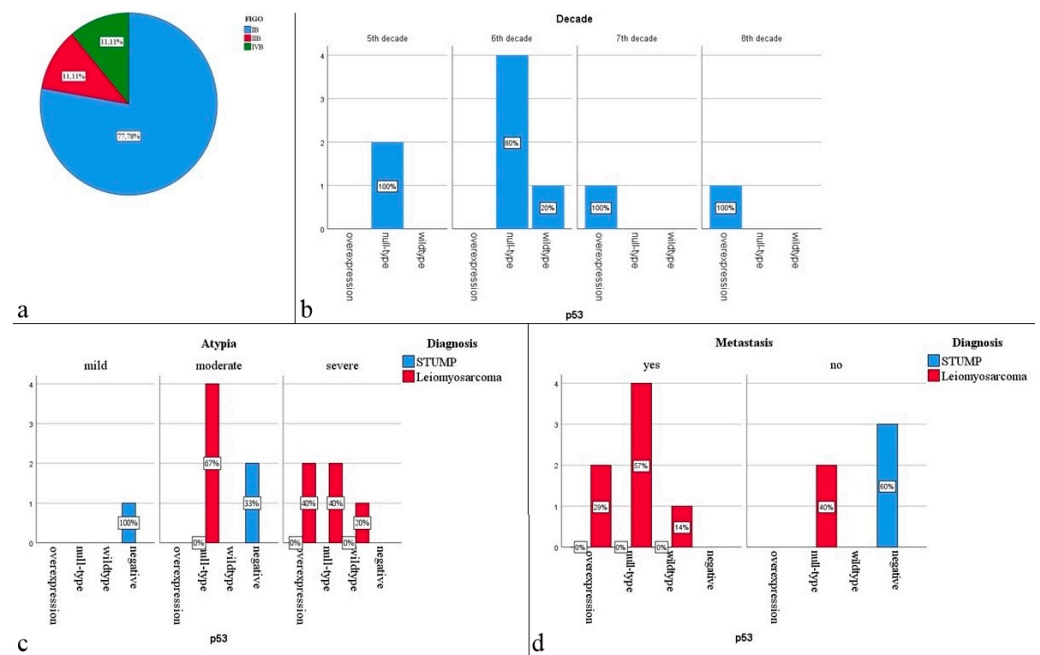 FIGO
IB
IIB
IVB
11,11%
11,11%
77,78%
a
Decade
5th decade 6th decade 7th decade 8th decade
4
3
2
1
0
100%
80%
20%
100%
100%
overexpression null-type wildtype overexpression null-type wildtype overexpression null-type wildtype overexpression null-type wildtype
p53
b
Atypia
mild moderate severe
Diagnosis
STUMP
Leiomyosarcoma
4
3
2
1
0
100%
0%
67%
33%
0%
40%
40%
0%
20%
overexpression null-type wildtype negative overexpression null-type wildtype negative overexpression null-type wildtype negative
p53
c
Metastasis
yes no
Diagnosis
STUMP
Leiomyosarcoma
4
3
2
1
0
0%
29%
0%
57%
0%
14%
40%
60%
overexpression null-type wildtype negative overexpression null-type wildtype negative
p53
d